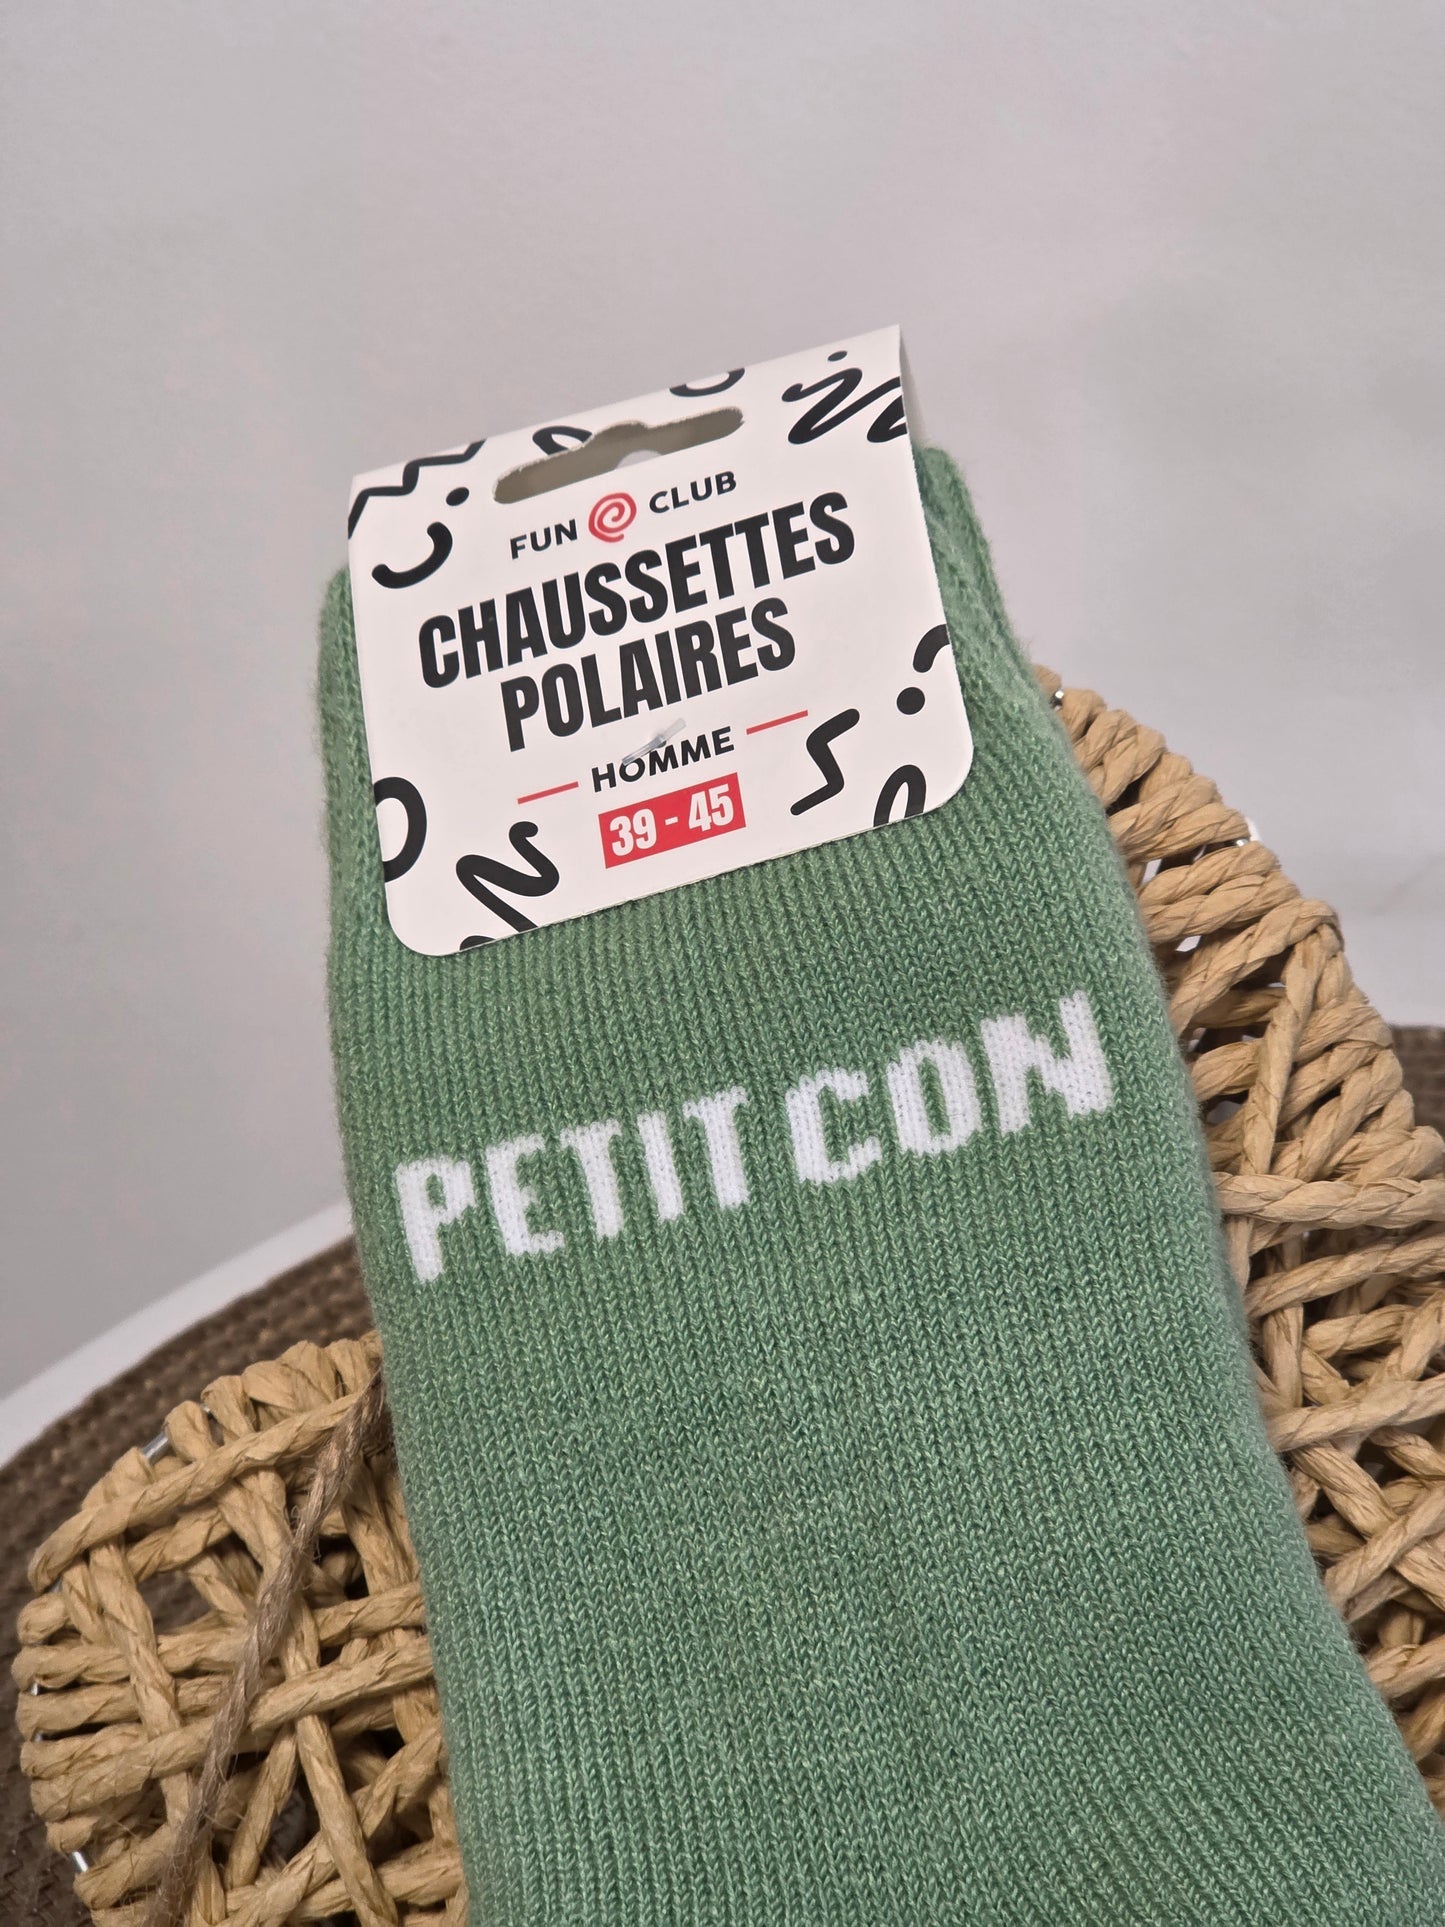 FUN CLUB
CHAUSSETTES
POLAIRES
HOMME
39 - 45
PETIT CON